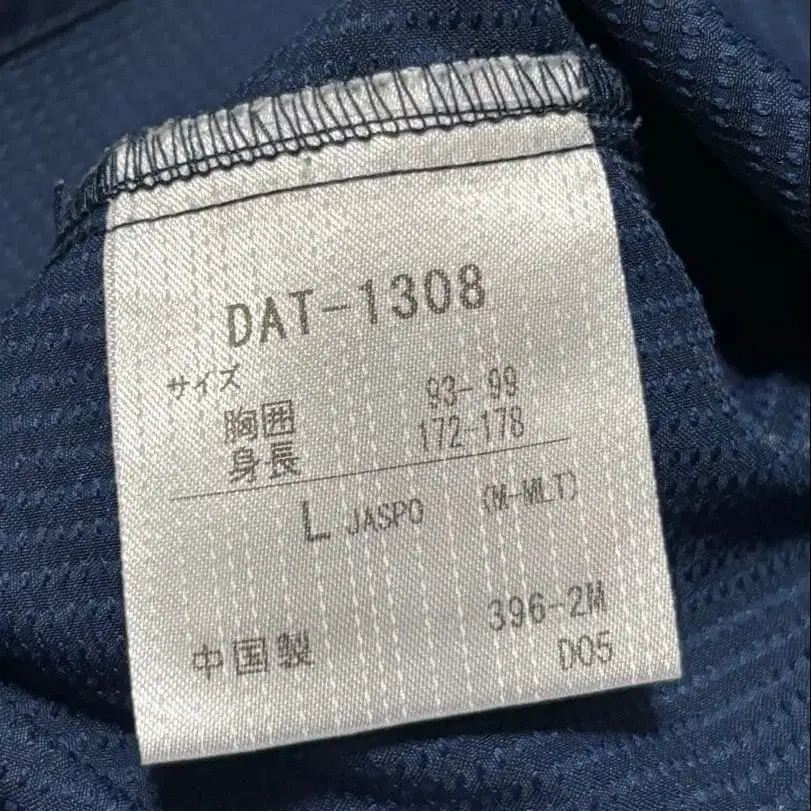 DAT-1308
サイズ
胸囲 93-99
身長 172-178
L JASPO (M-MLT)
396-2M
中国製 D05